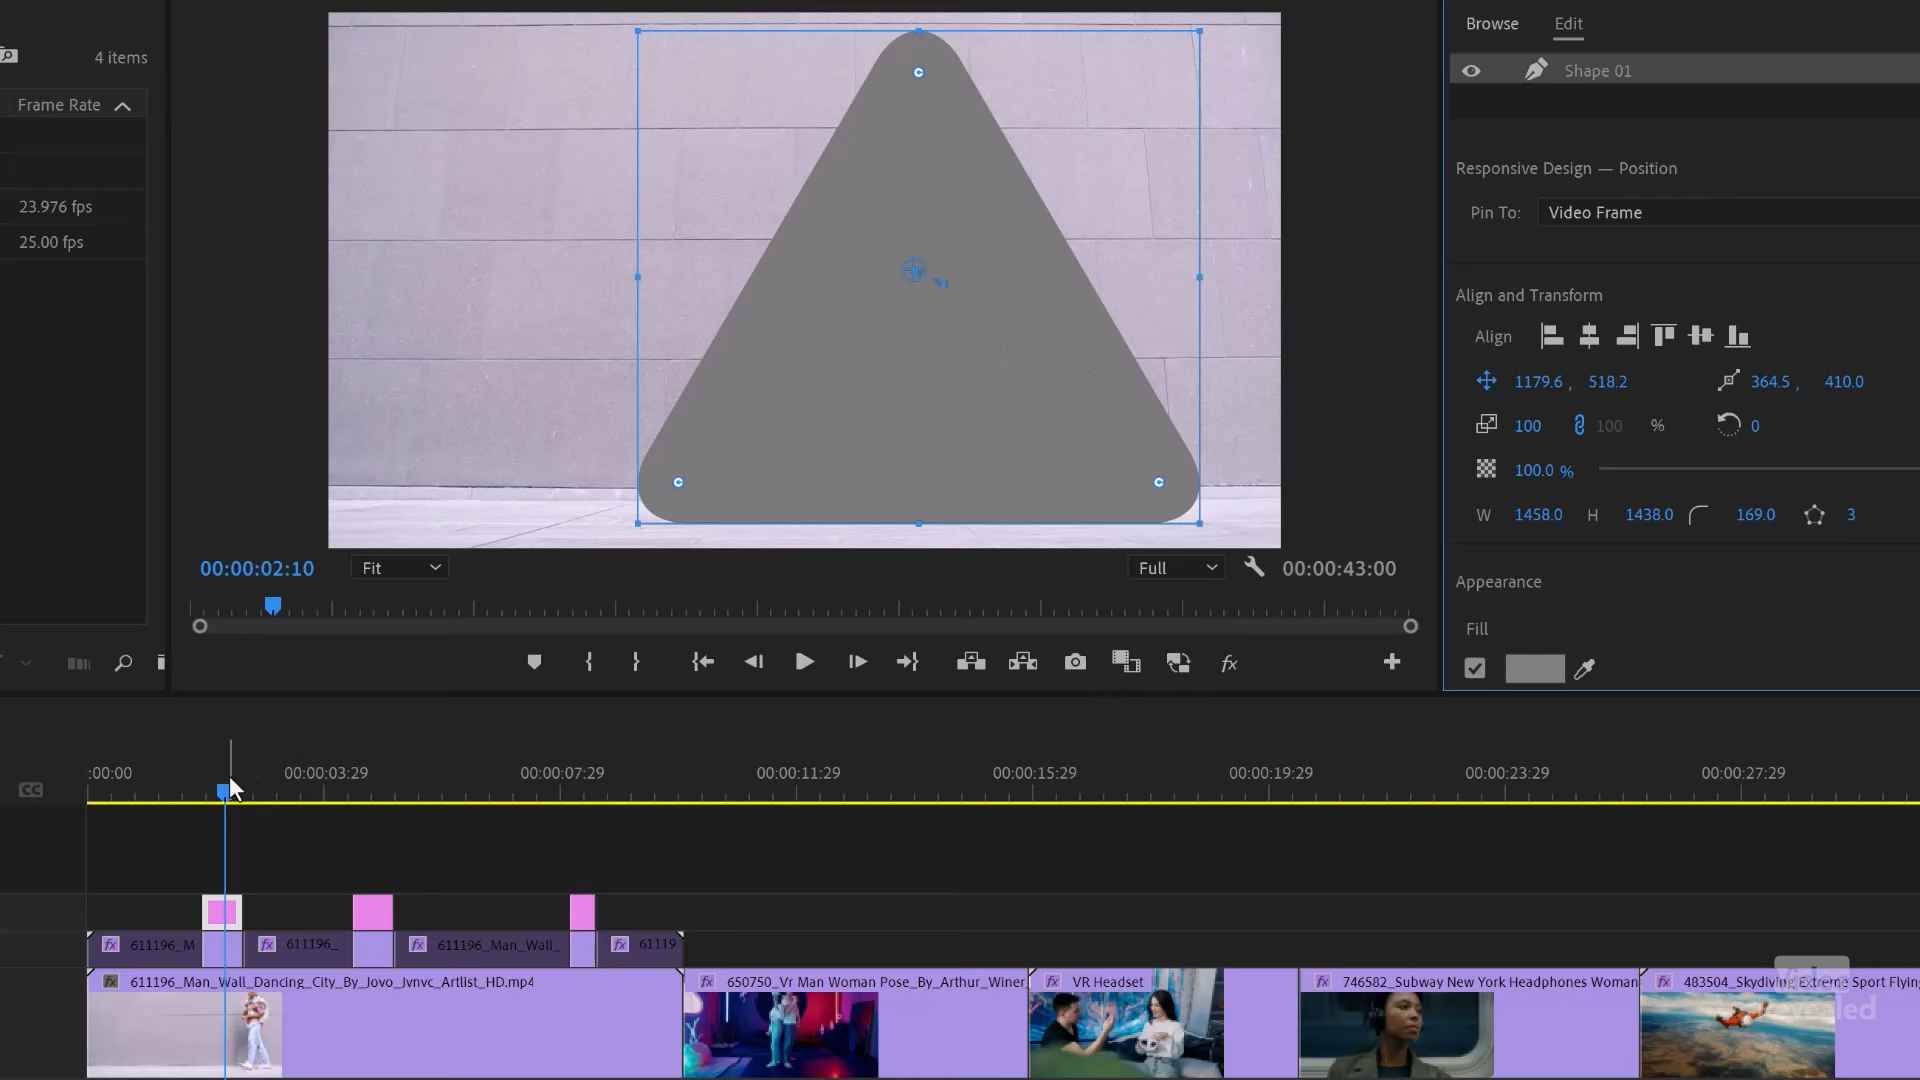 Browse Edit
4 items
Shape 01
Frame Rate
Responsive Design — Position
23.976 fps
Pin To: Video Frame
25.00 fps
Align and Transform
Align
1179.6 , 518.2 364.5 , 410.0
100 100 % 0
100.0 %
W 1458.0 H 1438.0 169.0 3
00:00:02:10 Fit Full 00:00:43:00
Appearance
Fill
fx
:00:00 00:00:03:29 00:00:07:29 00:00:11:29 00:00:15:29 00:00:19:29 00:00:23:29 00:00:27:29
CC
fx 611196_M fx 611196_ fx 611196_Man_Wall_ fx 61119
fx 611196_Man_Wall_Dancing_City_By_Jovo_Jvnvc_Artlist_HD.mp4 fx 650750_Vr Man Woman Pose_By_Arthur_Winer fx VR Headset fx 746582_Subway New York Headphones Woman fx 483504_Skydiving Extreme Sport Flying
Video
Revealed